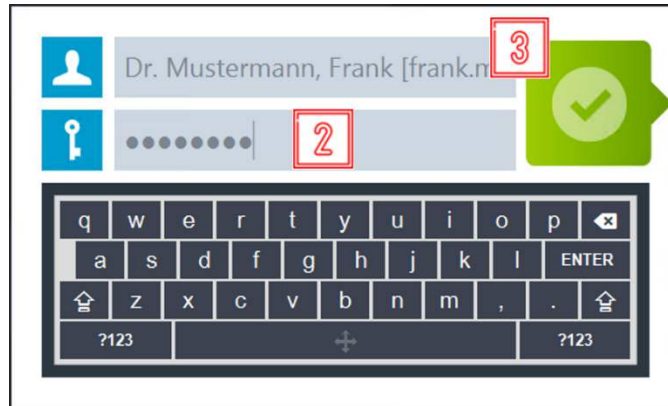 Dr. Mustermann, Frank [frank.m
3
●●●●●●●●
2
q w e r t y u i o p
a s d f g h j k l ENTER
z x c v b n m , .
?123 ?123